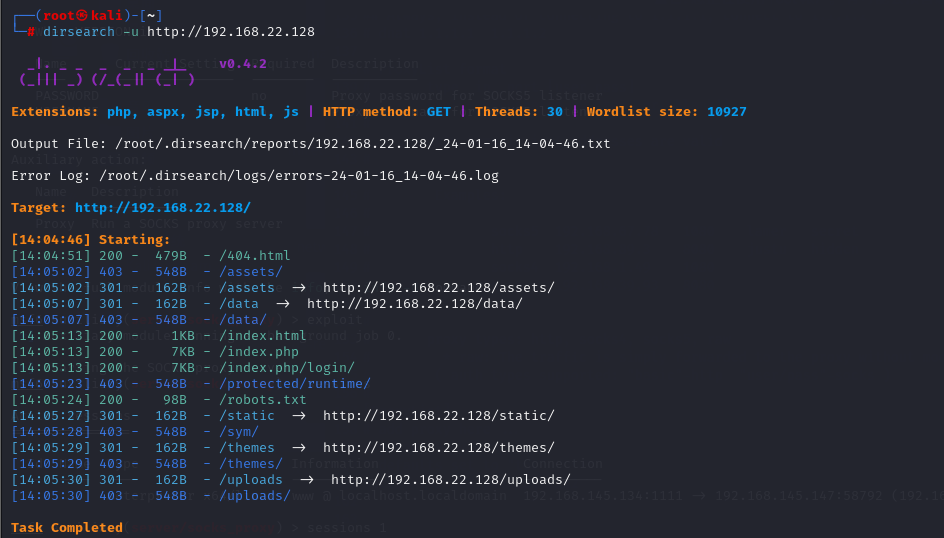 ┌──(root㉿kali)-[~]
└─# dirsearch -u http://192.168.22.128
v0.4.2
Extensions: php, aspx, jsp, html, js | HTTP method: GET | Threads: 30 | Wordlist size: 10927
Output File: /root/.dirsearch/reports/192.168.22.128/_24-01-16_14-04-46.txt
Error Log: /root/.dirsearch/logs/errors-24-01-16_14-04-46.log
Target: http://192.168.22.128/
[14:04:46] Starting:
[14:04:51] 200 -  479B  - /404.html
[14:05:02] 403 -  548B  - /assets/
[14:05:02] 301 -  162B  - /assets  ->  http://192.168.22.128/assets/
[14:05:07] 301 -  162B  - /data  ->  http://192.168.22.128/data/
[14:05:07] 403 -  548B  - /data/
[14:05:13] 200 -    1KB - /index.html
[14:05:13] 200 -    7KB - /index.php
[14:05:13] 200 -    7KB - /index.php/login/
[14:05:23] 403 -  548B  - /protected/runtime/
[14:05:24] 200 -   98B  - /robots.txt
[14:05:27] 301 -  162B  - /static  ->  http://192.168.22.128/static/
[14:05:28] 403 -  548B  - /sym/
[14:05:29] 301 -  162B  - /themes  ->  http://192.168.22.128/themes/
[14:05:29] 403 -  548B  - /themes/
[14:05:30] 301 -  162B  - /uploads  ->  http://192.168.22.128/uploads/
[14:05:30] 403 -  548B  - /uploads/
Task Completed